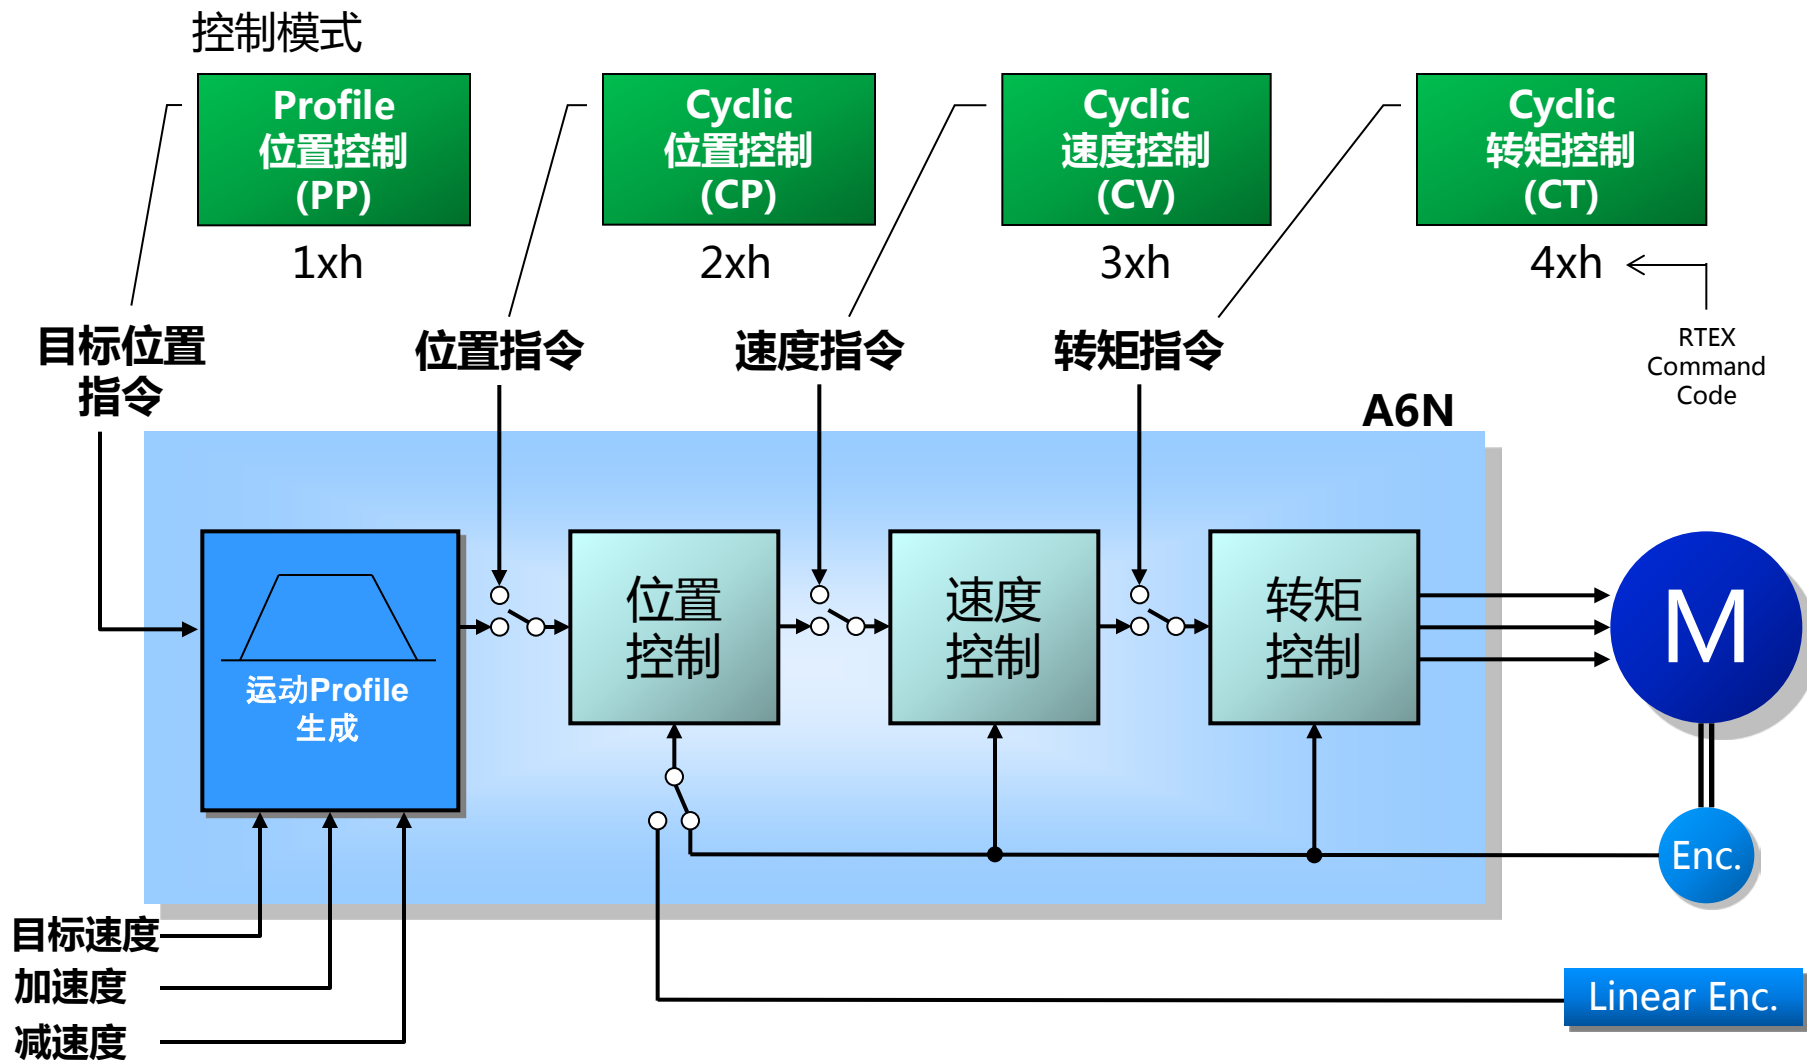 控制模式
Profile
位置控制
(PP)
Cyclic
位置控制
(CP)
Cyclic
速度控制
(CV)
Cyclic
转矩控制
(CT)
1xh
2xh
3xh
4xh
RTEX
Command
Code
目标位置
指令
位置指令
速度指令
转矩指令
A6N
运动Profile
生成
位置
控制
速度
控制
转矩
控制
M
Enc.
目标速度
加速度
减速度
Linear Enc.